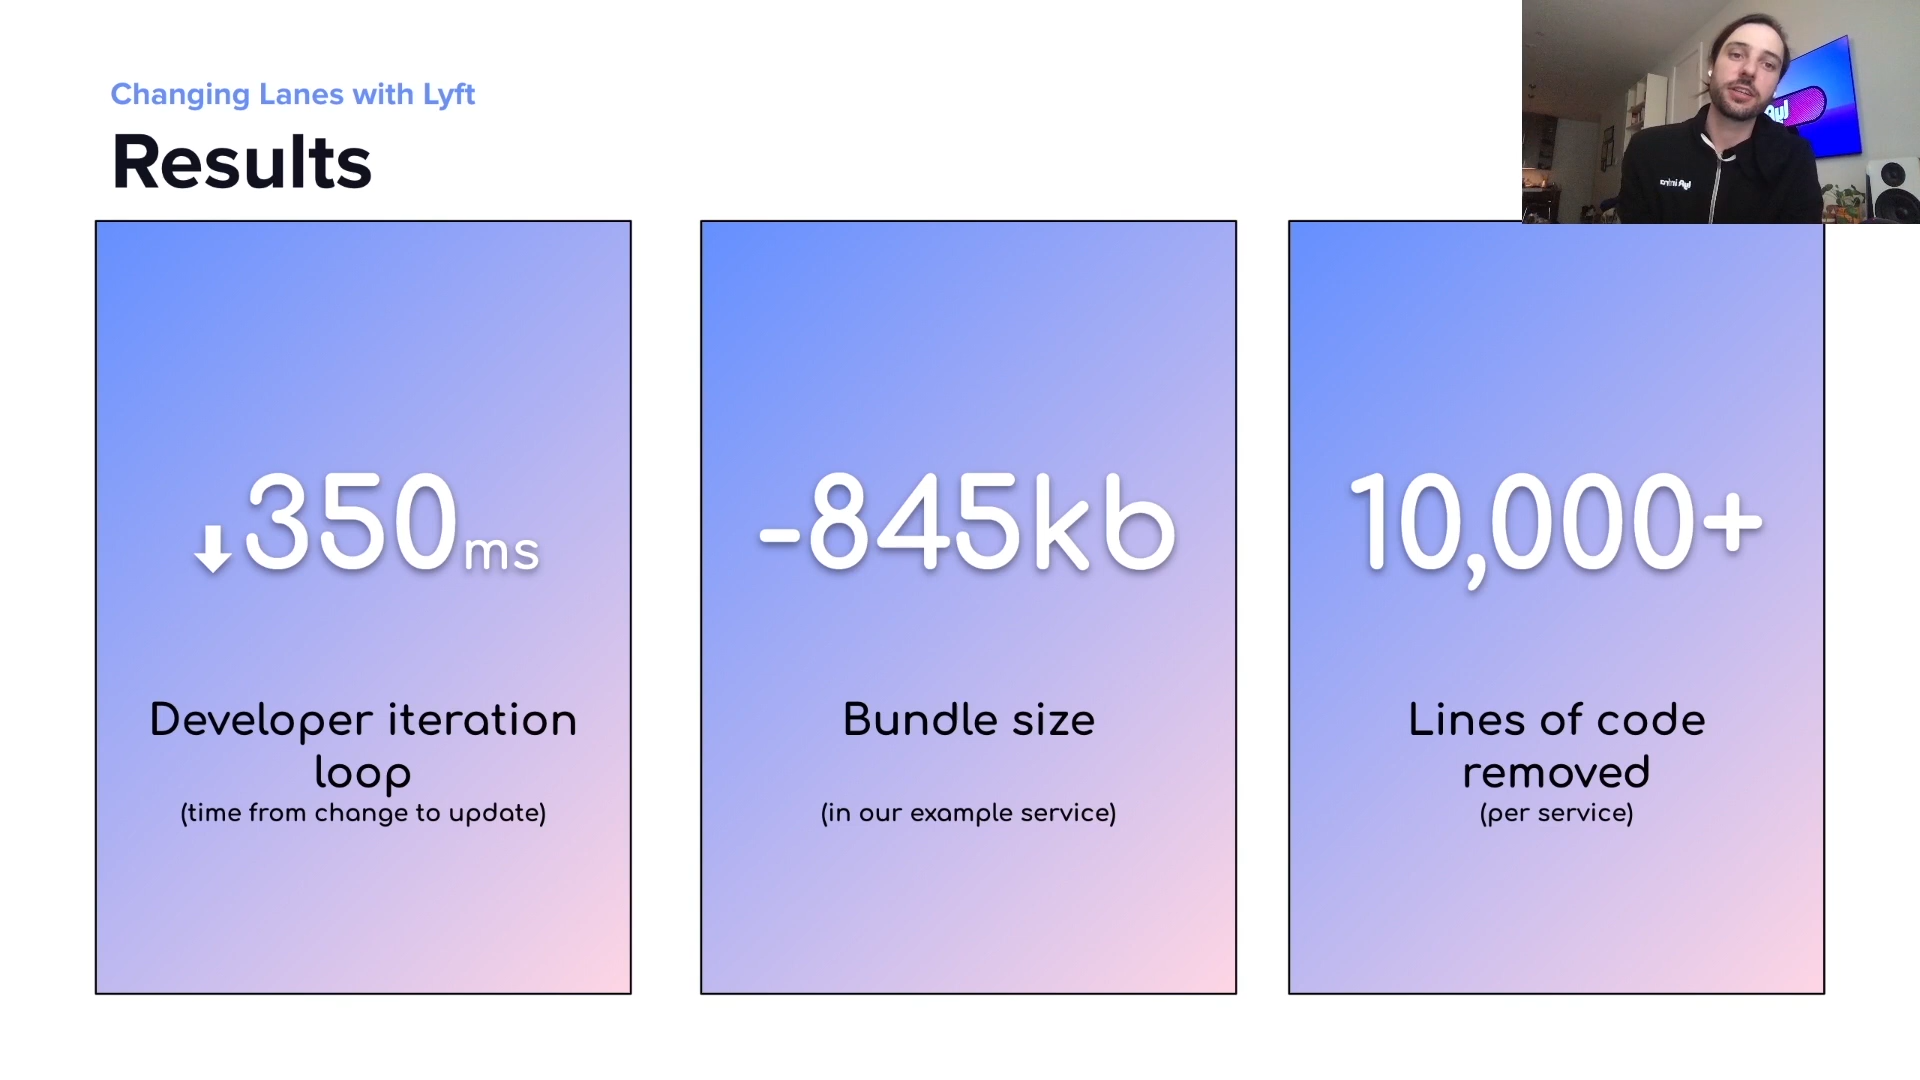 Changing Lanes with Lyft
Results
↓350ms
Developer iteration
loop
(time from change to update)
-845kb
Bundle size
(in our example service)
10,000+
Lines of code
removed
(per service)